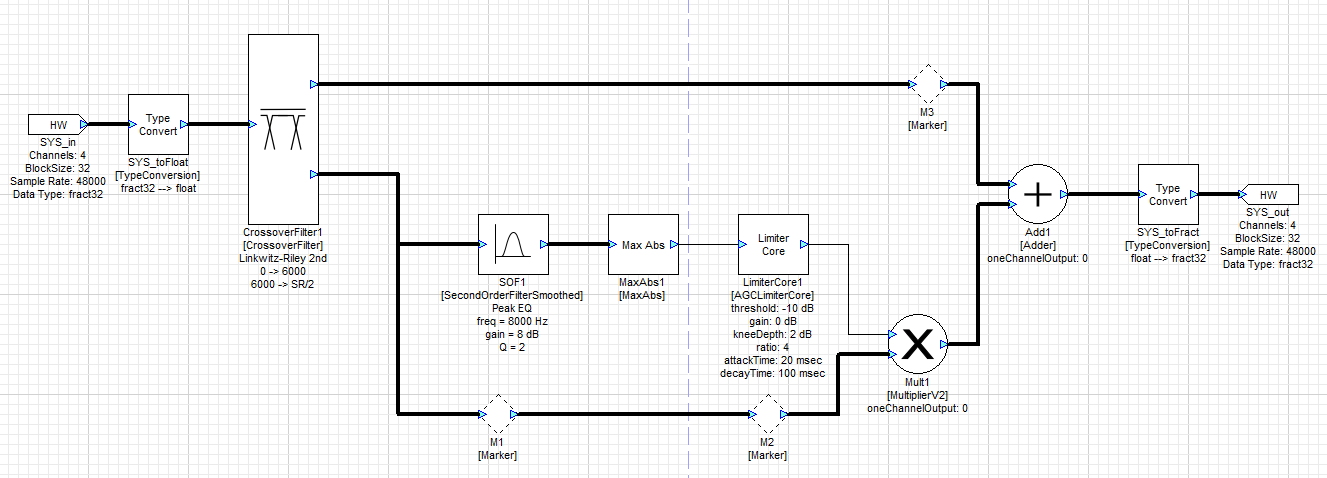 HW
SYS_in
Channels: 4
BlockSize: 32
Sample Rate: 48000
Data Type: fract32
Type
Convert
SYS_toFloat
[TypeConversion]
fract32 --> float
CrossoverFilter1
[CrossoverFilter]
Linkwitz-Riley 2nd
0 -> 6000
6000 -> SR/2
SOF1
[SecondOrderFilterSmoothed]
Peak EQ
freq = 8000 Hz
gain = 8 dB
Q = 2
Max Abs
MaxAbs1
[MaxAbs]
Limiter
Core
LimiterCore1
[AGCLimiterCore]
threshold: -10 dB
gain: 0 dB
kneeDepth: 2 dB
ratio: 4
attackTime: 20 msec
decayTime: 100 msec
M1
[Marker]
M2
[Marker]
M3
[Marker]
X
Mult1
[MultiplierV2]
oneChannelOutput: 0
+
Add1
[Adder]
oneChannelOutput: 0
Type
Convert
SYS_toFract
[TypeConversion]
float --> fract32
HW
SYS_out
Channels: 4
BlockSize: 32
Sample Rate: 48000
Data Type: fract32